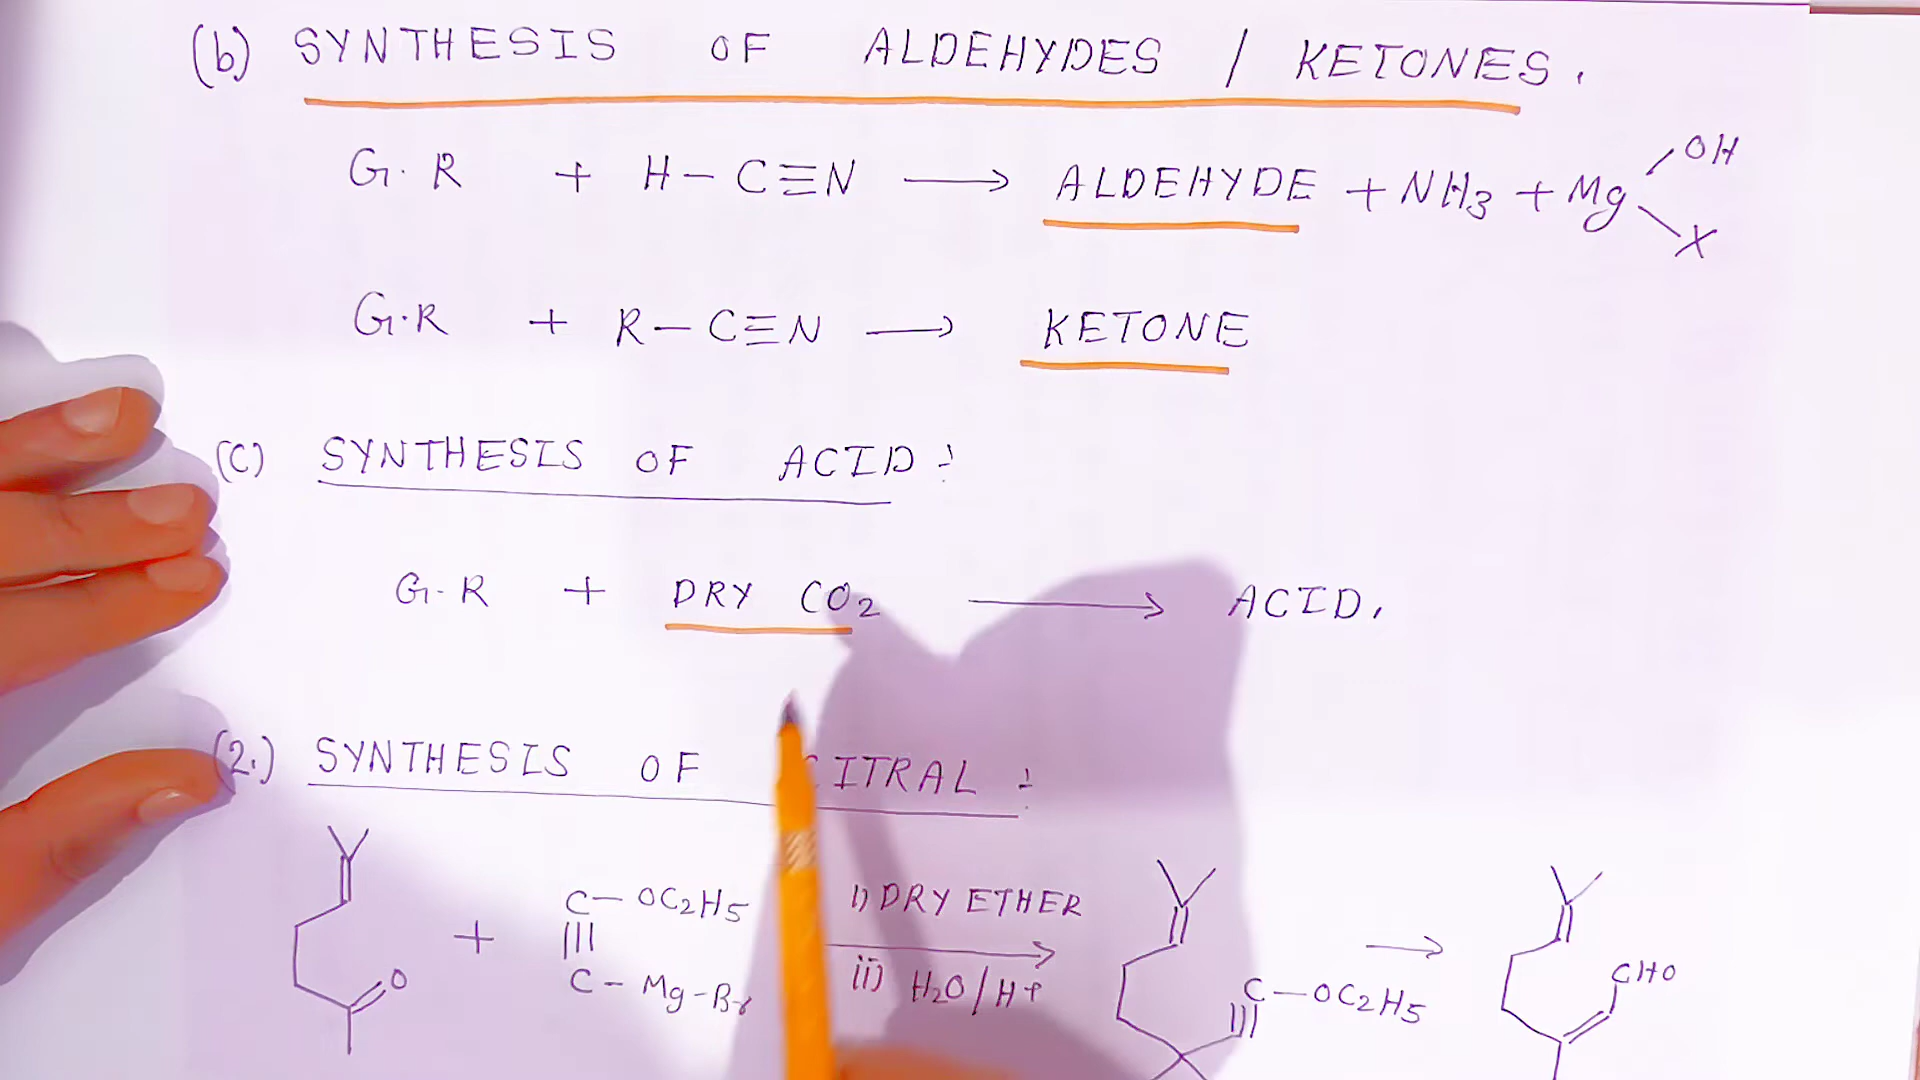 (b) SYNTHESIS OF ALDEHYDES / KETONES.
G.R + H-C≡N → ALDEHYDE + NH3 + Mg OH X
G.R + R-C≡N → KETONE
(C) SYNTHESIS OF ACID :-
G.R + DRY CO2 → ACID.
(2.) SYNTHESIS OF CITRAL :-
O + C-OC2H5 ||| C-Mg-Br i) DRY ETHER ii) H2O/H+ → C-OC2H5 ||| C → CHO